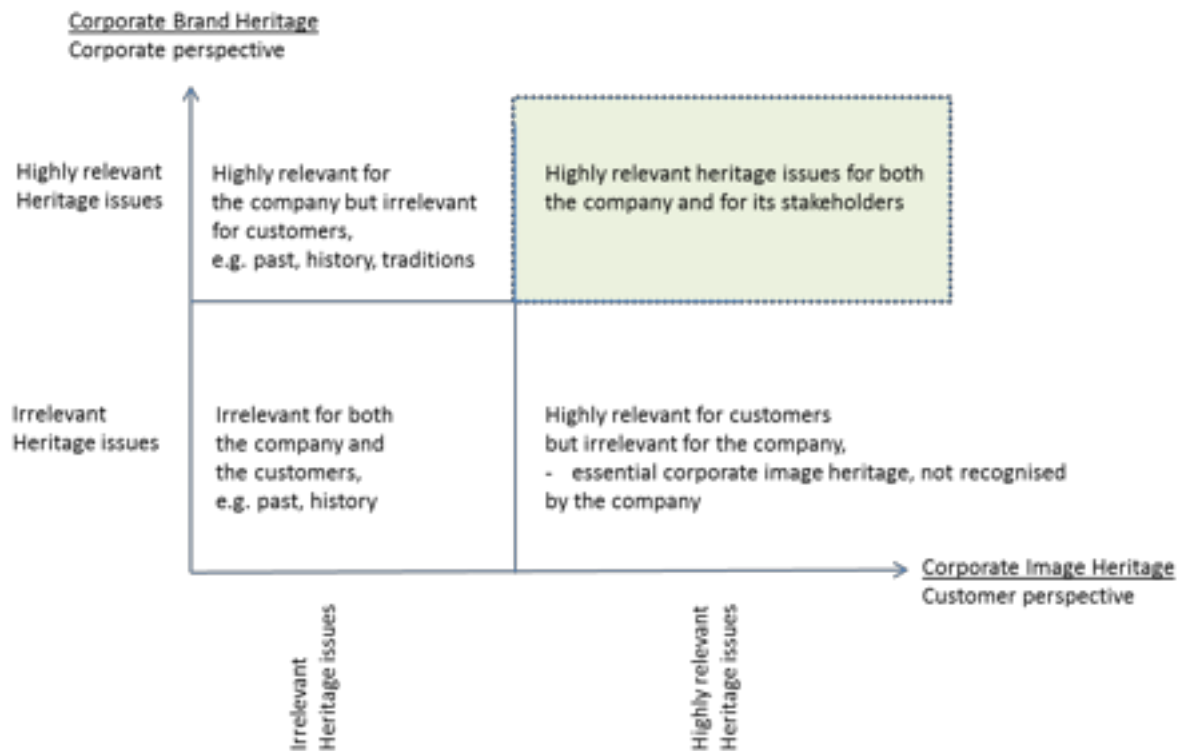 Corporate Brand Heritage
Corporate perspective
Highly relevant
Heritage issues
Highly relevant for
the company but irrelevant
for customers,
e.g. past, history, traditions
Highly relevant heritage issues for both
the company and for its stakeholders
Irrelevant
Heritage issues
Irrelevant for both
the company and
the customers,
e.g. past, history
Highly relevant for customers
but irrelevant for the company,
- essential corporate image heritage, not recognised
by the company
Corporate Image Heritage
Customer perspective
Irrelevant
Heritage issues
Highly relevant
Heritage issues